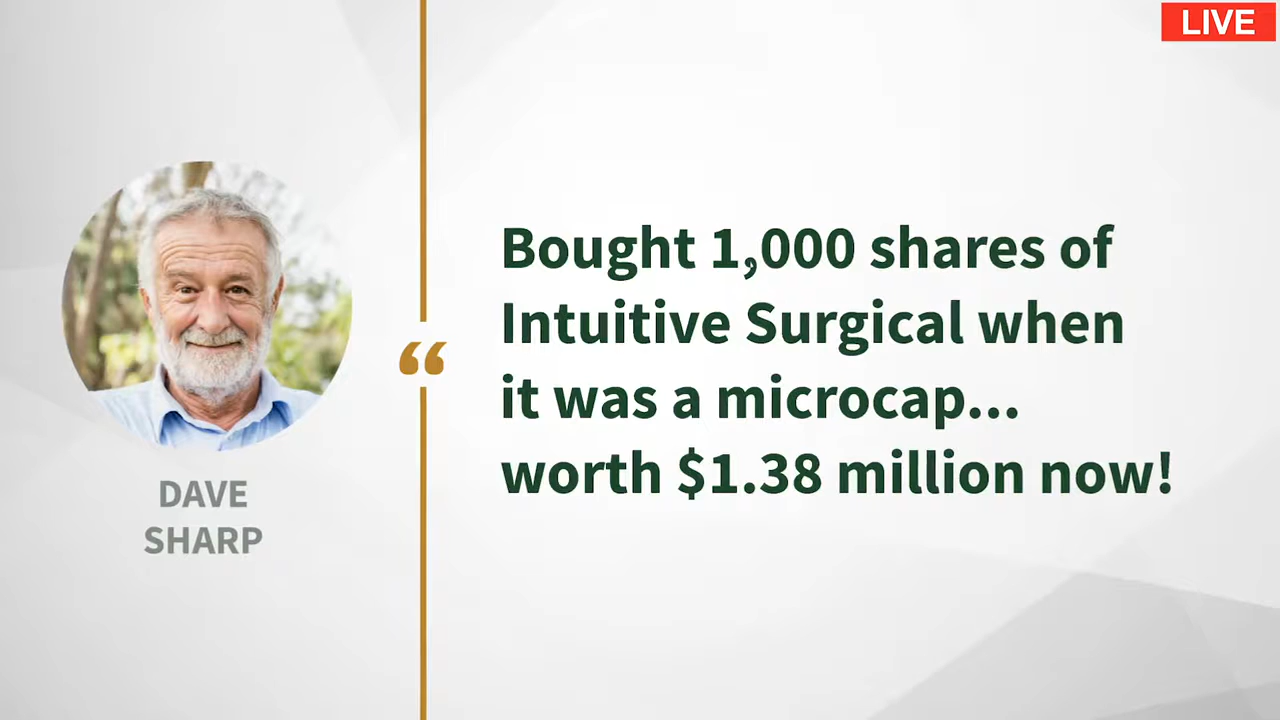 LIVE
“
Bought 1,000 shares of
Intuitive Surgical when
it was a microcap...
worth $1.38 million now!
DAVE
SHARP